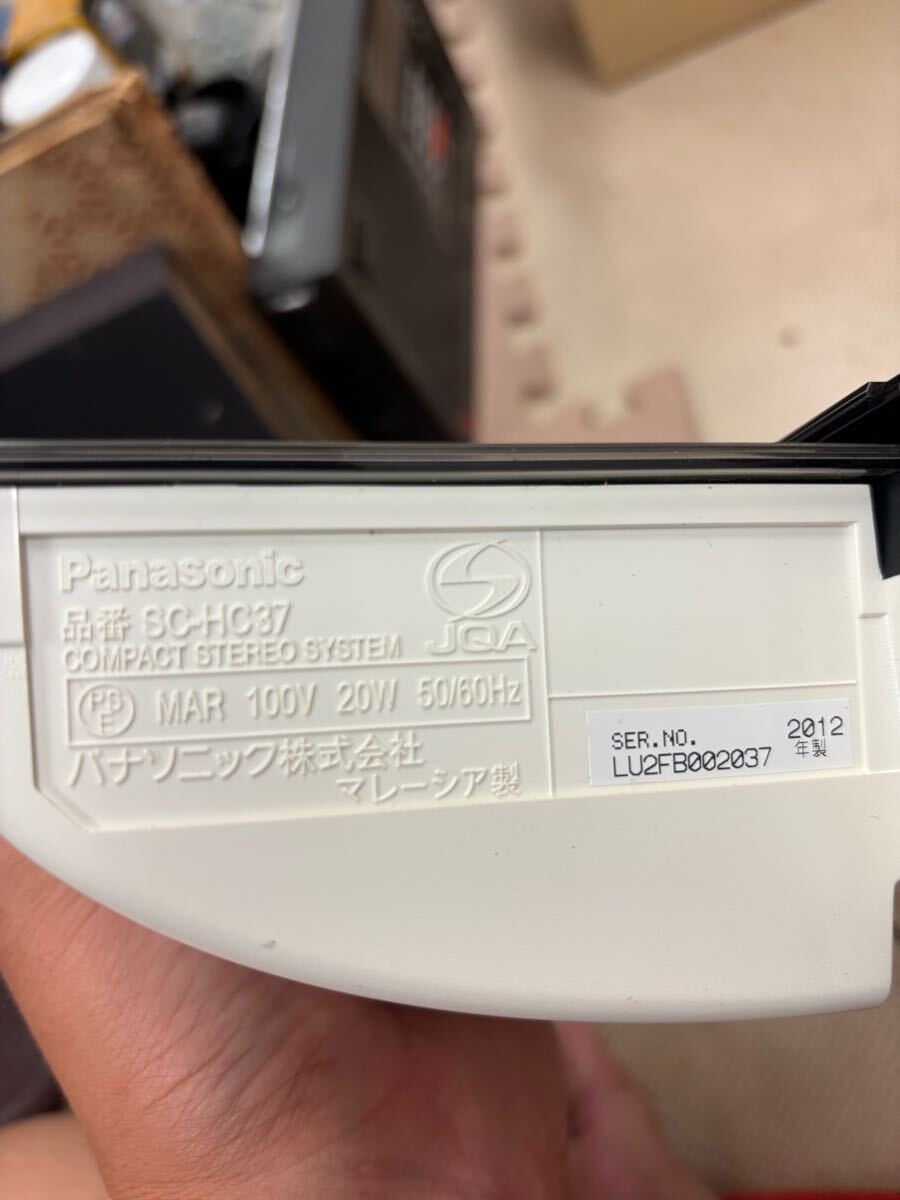 Panasonic
品番 SC-HC37
COMPACT STEREO SYSTEM
JQA
PSE MAR 100V 20W 50/60Hz
パナソニック株式会社
マレーシア製
SER.NO.
LU2FB002037
2012
年製